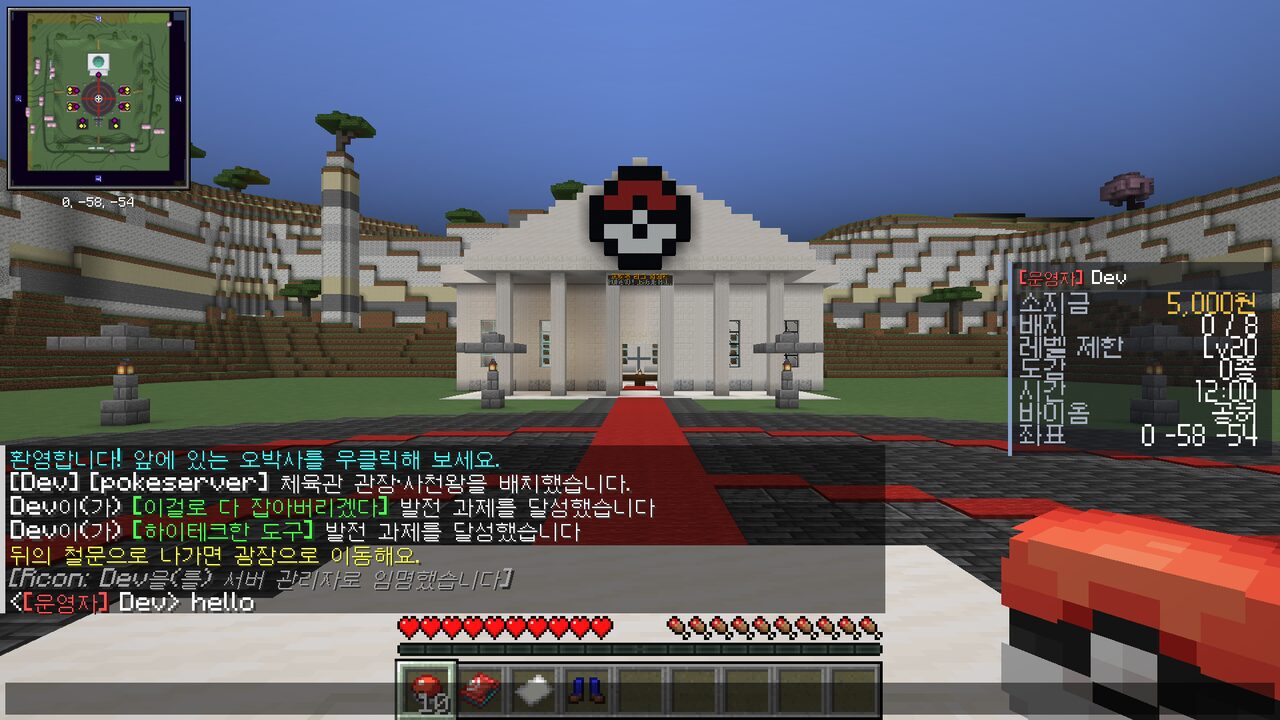 0, -58, -54
[운영자] Dev
소지금 5,000원
배지 0 / 8
레벨 제한 Lv20
도감 0종
시간 12:00
바이옴 공허
좌표 0 -58 -54
환영합니다! 앞에 있는 오박사를 우클릭해 보세요.
[Dev] [pokeserver] 체육관 관장·사천왕을 배치했습니다.
Dev이(가) [이걸로 다 잡아버리겠다] 발전 과제를 달성했습니다
Dev이(가) [하이테크한 도구] 발전 과제를 달성했습니다
뒤의 철문으로 나가면 광장으로 이동해요.
[Rcon: Dev을(를) 서버 관리자로 임명했습니다]
<[운영자] Dev> hello
10